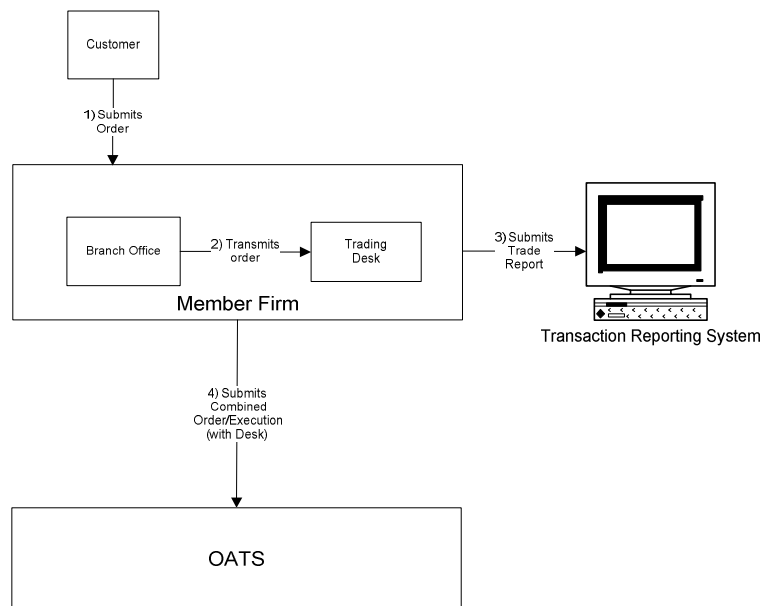 Customer
1) Submits
Order
Branch Office
2) Transmits
order
Trading
Desk
3) Submits
Trade
Report
Member Firm
Transaction Reporting System
4) Submits
Combined
Order/Execution
(with Desk)
OATS